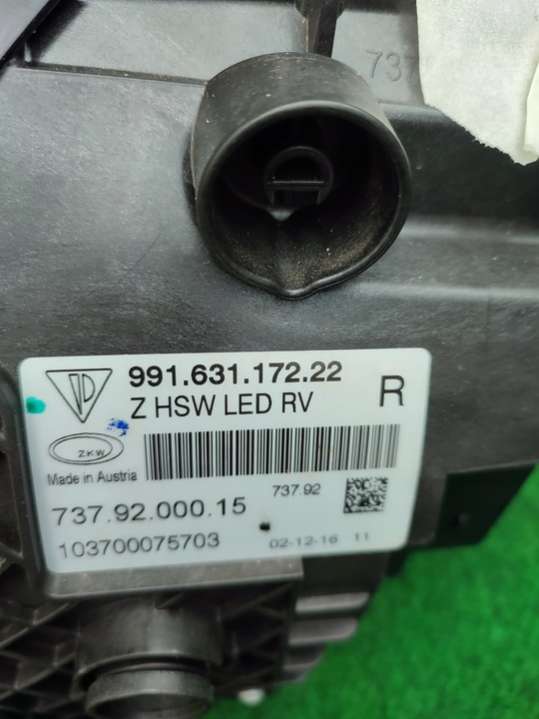 737
991.631.172.22
Z HSW LED RV
R
ZKW
Made in Austria
737.92
737.92.000.15
103700075703
02-12-16 11